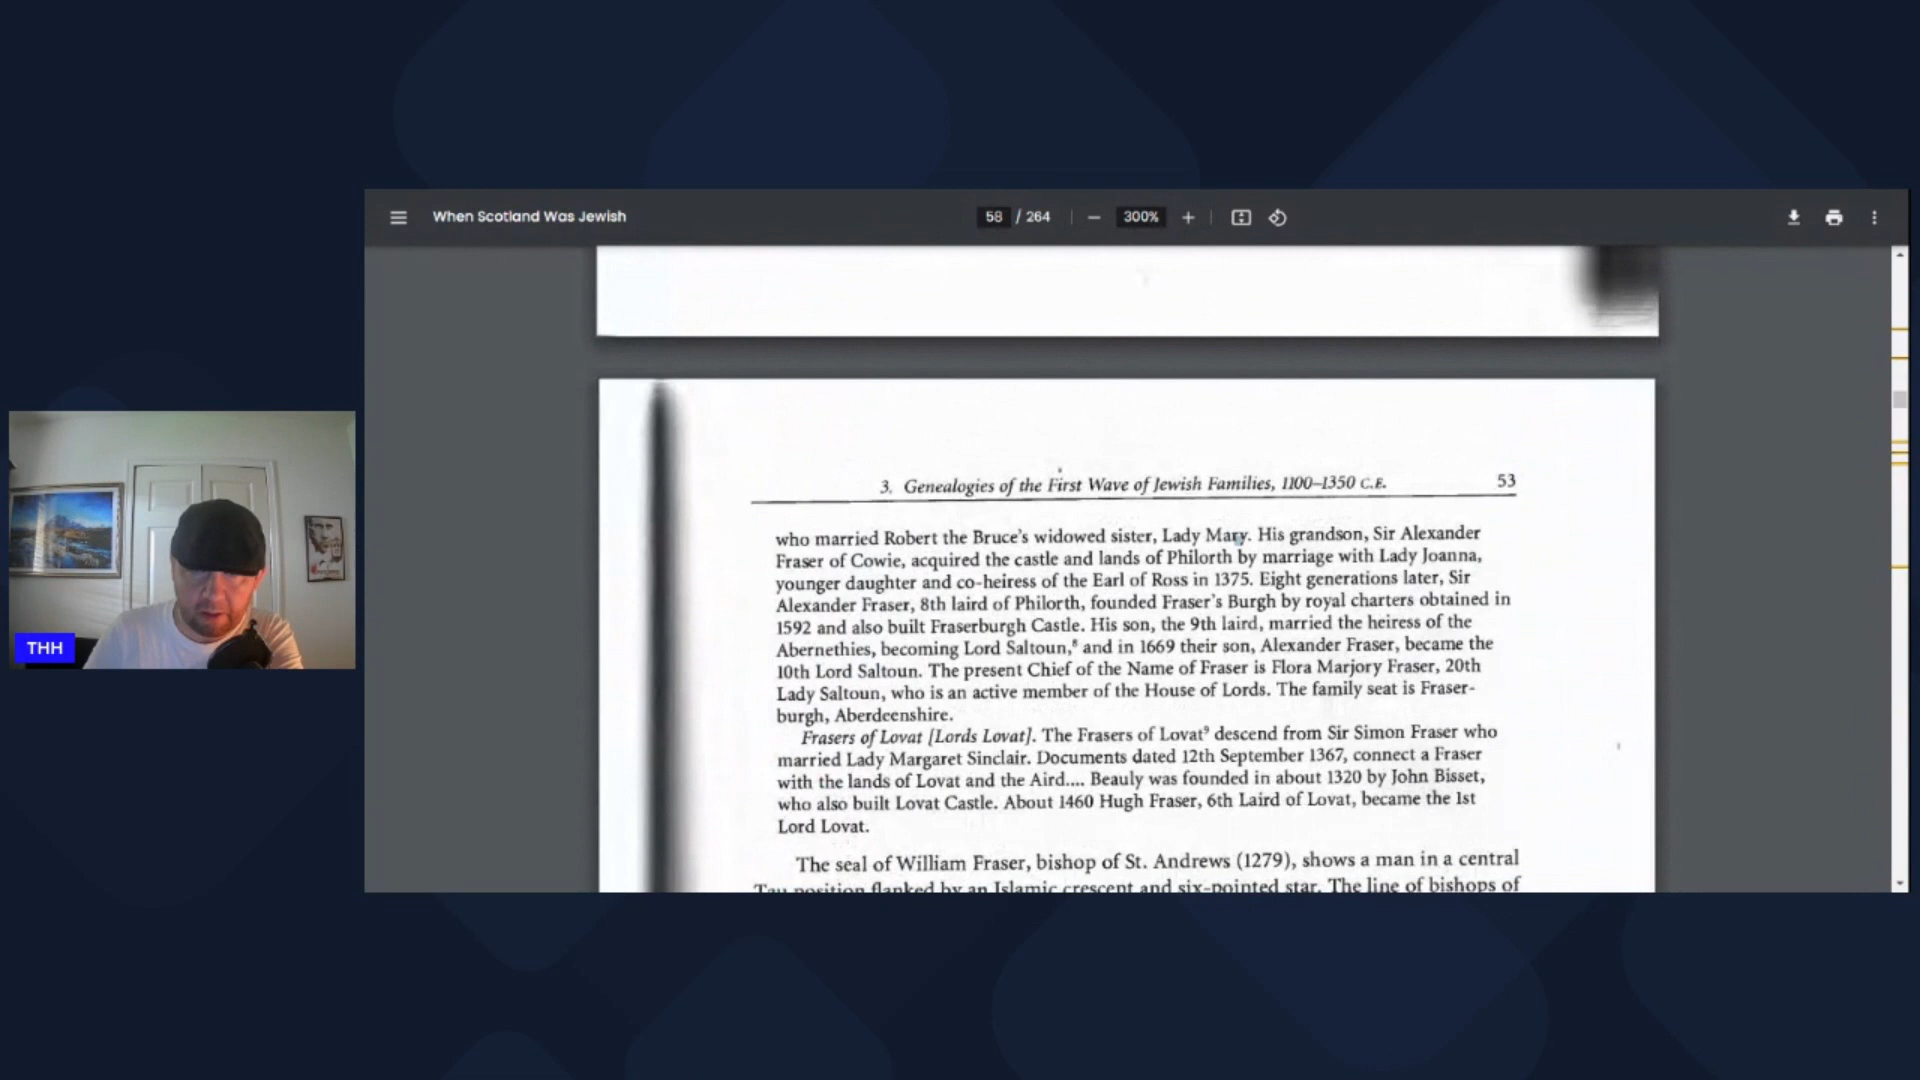 When Scotland Was Jewish
58 / 264
300%
3. Genealogies of the First Wave of Jewish Families, 1100–1350 C.E. 53
who married Robert the Bruce's widowed sister, Lady Mary. His grandson, Sir Alexander
Fraser of Cowie, acquired the castle and lands of Philorth by marriage with Lady Joanna,
younger daughter and co-heiress of the Earl of Ross in 1375. Eight generations later, Sir
Alexander Fraser, 8th laird of Philorth, founded Fraser's Burgh by royal charters obtained in
1592 and also built Fraserburgh Castle. His son, the 9th laird, married the heiress of the
Abernethies, becoming Lord Saltoun,⁸ and in 1669 their son, Alexander Fraser, became the
10th Lord Saltoun. The present Chief of the Name of Fraser is Flora Marjory Fraser, 20th
Lady Saltoun, who is an active member of the House of Lords. The family seat is Fraser-
burgh, Aberdeenshire.
Frasers of Lovat [Lords Lovat]. The Frasers of Lovat⁹ descend from Sir Simon Fraser who
married Lady Margaret Sinclair. Documents dated 12th September 1367, connect a Fraser
with the lands of Lovat and the Aird.... Beauly was founded in about 1320 by John Bisset,
who also built Lovat Castle. About 1460 Hugh Fraser, 6th Laird of Lovat, became the 1st
Lord Lovat.
The seal of William Fraser, bishop of St. Andrews (1279), shows a man in a central
Tau position flanked by an Islamic crescent and six-pointed star. The line of bishops of
THH